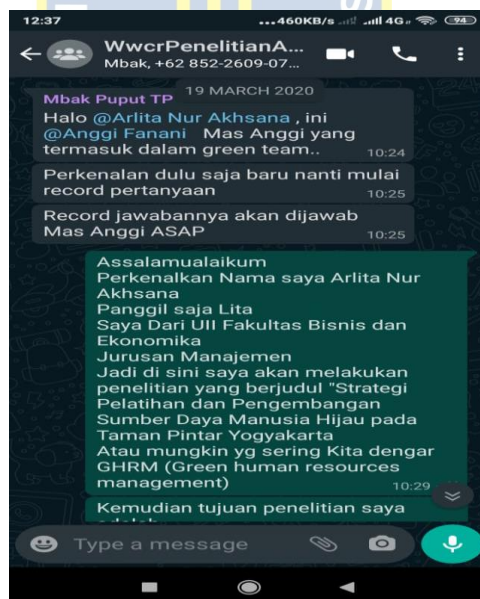 12:37
...460KB/s 4G 94
WwcrPenelitianA...
Mbak, +62 852-2609-07...
19 MARCH 2020
Mbak Puput TP
Halo @Arlita Nur Akhsana , ini
@Anggi Fanani Mas Anggi yang
termasuk dalam green team..
10:24
Perkenalan dulu saja baru nanti mulai
record pertanyaan
10:25
Record jawabannya akan dijawab
Mas Anggi ASAP
10:25
Assalamualaikum
Perkenalkan Nama saya Arlita Nur
Akhsana
Panggil saja Lita
Saya Dari UII Fakultas Bisnis dan
Ekonomika
Jurusan Manajemen
Jadi di sini saya akan melakukan
penelitian yang berjudul "Strategi
Pelatihan dan Pengembangan
Sumber Daya Manusia Hijau pada
Taman Pintar Yogyakarta
Atau mungkin yg sering Kita dengar
GHRM (Green human resources
management)
10:29
Kemudian tujuan penelitian saya
Type a message